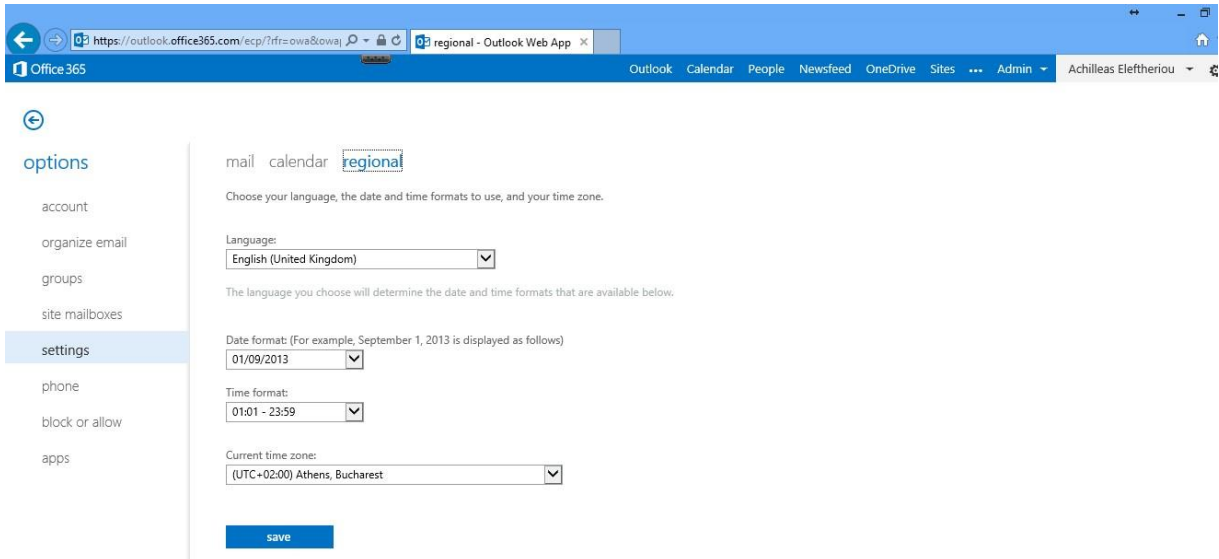 https://outlook.office365.com/ecp/?rfr=owa&owa
regional - Outlook Web App
Office 365
Outlook Calendar People Newsfeed OneDrive Sites ... Admin Achilleas Eleftheriou
options
account
organize email
groups
site mailboxes
settings
phone
block or allow
apps
mail calendar regional
Choose your language, the date and time formats to use, and your time zone.
Language:
English (United Kingdom)
The language you choose will determine the date and time formats that are available below.
Date format: (For example, September 1, 2013 is displayed as follows)
01/09/2013
Time format:
01:01 - 23:59
Current time zone:
(UTC+02:00) Athens, Bucharest
save